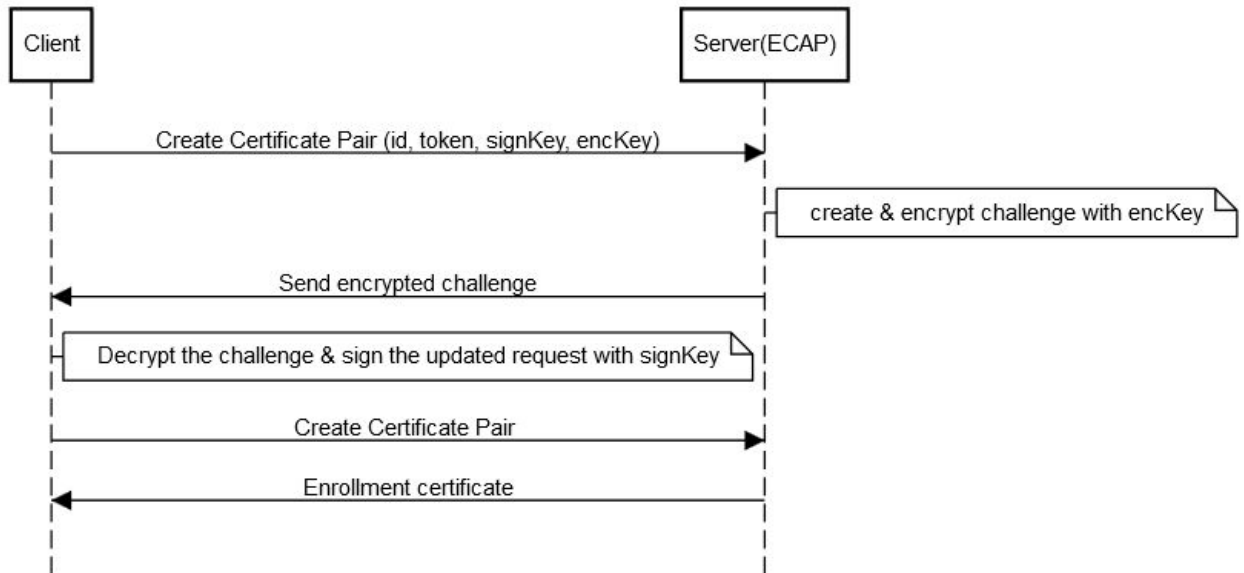 Client
Server(ECAP)
Create Certificate Pair (id, token, signKey, encKey)
create & encrypt challenge with encKey
Send encrypted challenge
Decrypt the challenge & sign the updated request with signKey
Create Certificate Pair
Enrollment certificate